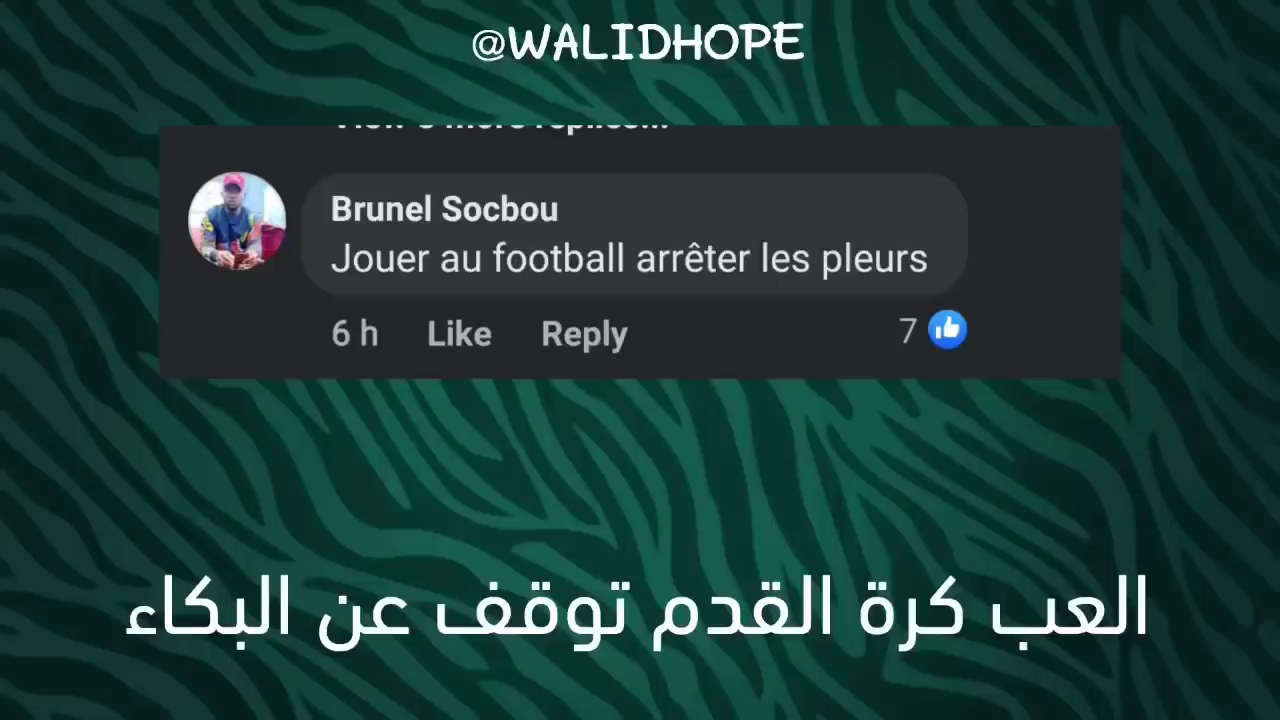 @WALIDHOPE
Brunel Socbou
Jouer au football arrêter les pleurs
6 h Like Reply 7
العب كرة القدم توقف عن البكاء